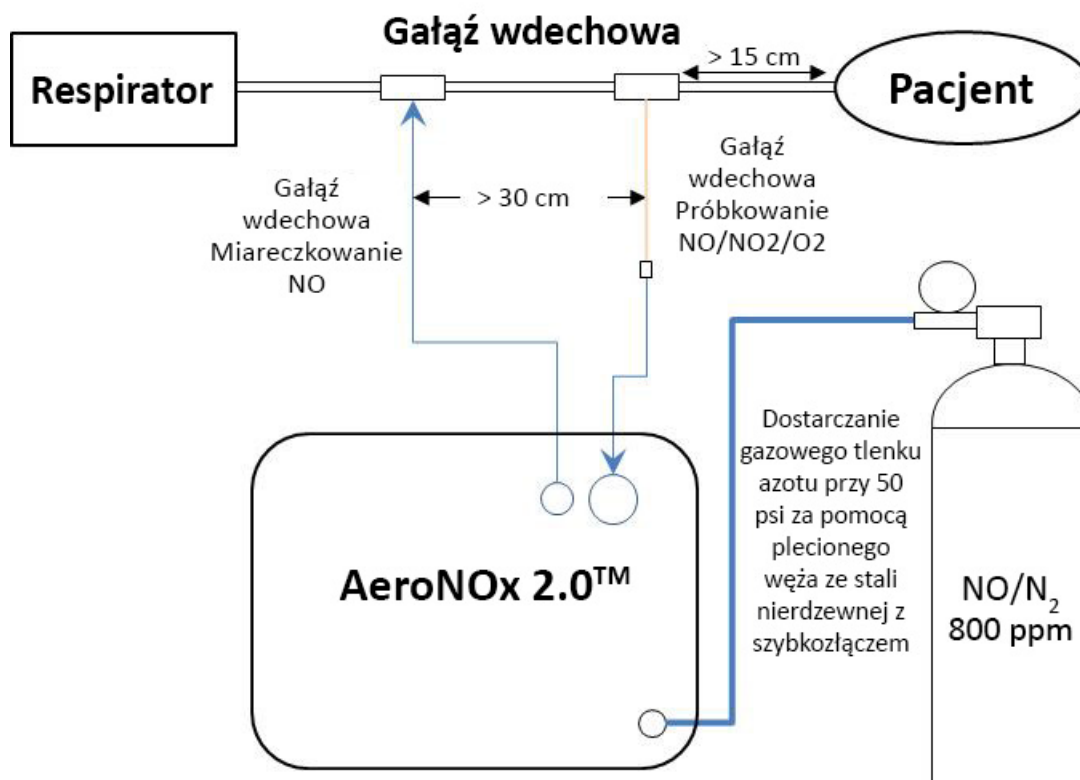 Gałąź wdechowa
Respirator
> 15 cm
Pacjent
Gałąź
wdechowa
Miareczkowanie
NO
> 30 cm
Gałąź
wdechowa
Próbkowanie
NO/NO2/O2
Dostarczanie
gazowego tlenku
azotu przy 50
psi za pomocą
plecionego
węża ze stali
nierdzewnej z
szybkozłączem
AeroNOx 2.0™
NO/N₂
800 ppm